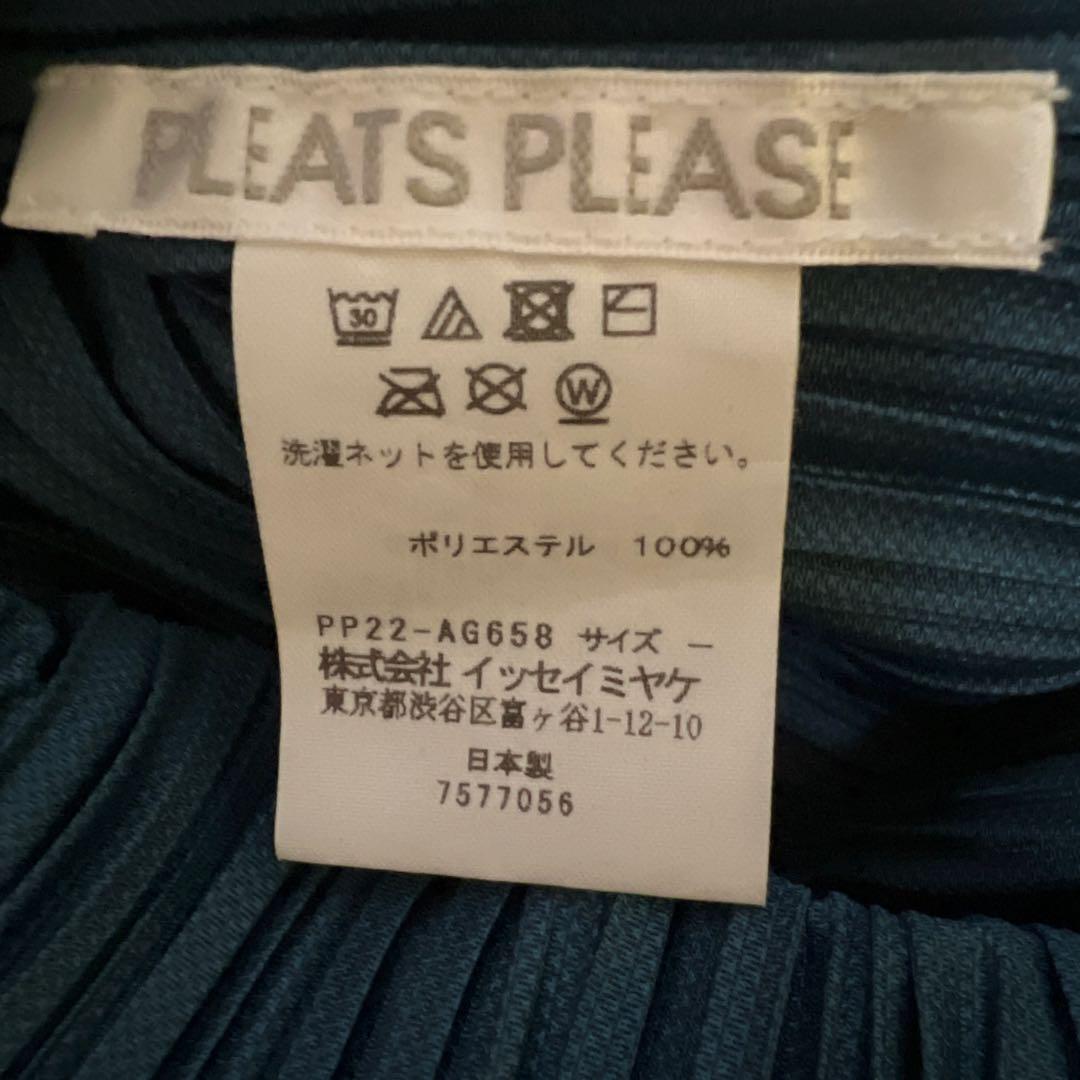 PLEATS PLEASE
30
W
洗濯ネットを使用してください。
ポリエステル 100%
PP22-AG658 サイズ －
株式会社 イッセイミヤケ
東京都渋谷区富ヶ谷1-12-10
日本製
7577056